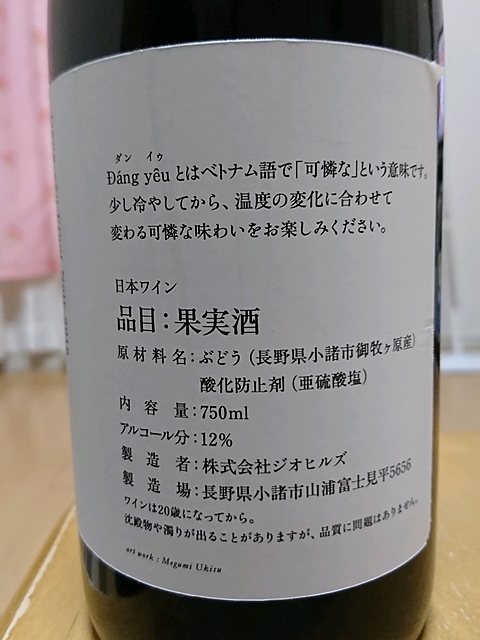 ダン イゥ
Đáng yêu とはベトナム語で「可憐な」という意味です。
少し冷やしてから、温度の変化に合わせて
変わる可憐な味わいをお楽しみください。
日本ワイン
品目：果実酒
原材料名：ぶどう（長野県小諸市御牧ヶ原産）
酸化防止剤（亜硫酸塩）
内容量：750ml
アルコール分：12%
製造者：株式会社ジオヒルズ
製造場：長野県小諸市山浦富士見平5656
ワインは20歳になってから。
沈殿物や濁りが出ることがありますが、品質に問題はありません。
art work : Megumi Ukisu